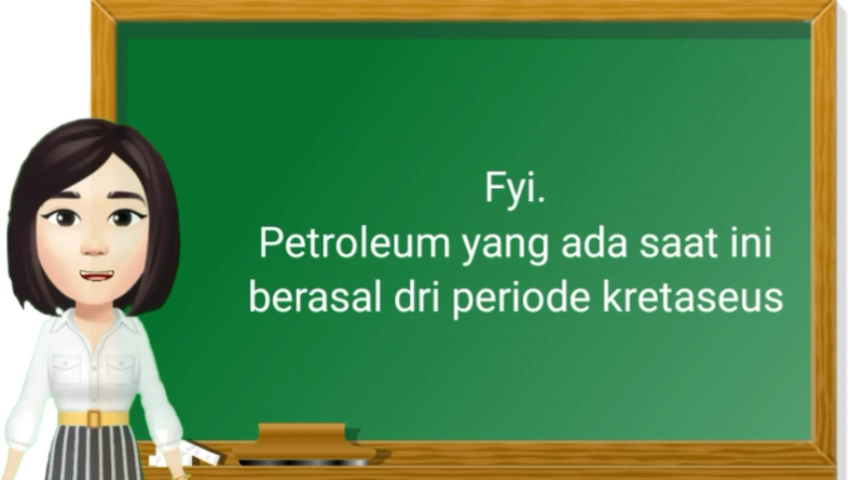 Fyi.
Petroleum yang ada saat ini
berasal dri periode kretaseus